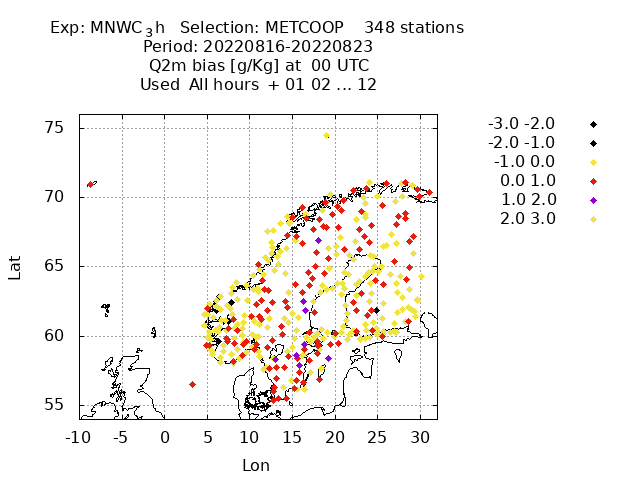 Exp: MNWC_3h Selection: METCOOP 348 stations
Period: 20220816-20220823
Q2m bias [g/Kg] at 00 UTC
Used All hours + 01 02 ... 12
-3.0 -2.0
-2.0 -1.0
-1.0 0.0
0.0 1.0
1.0 2.0
2.0 3.0
75
70
65
60
55
Lat
-10 -5 0 5 10 15 20 25 30
Lon